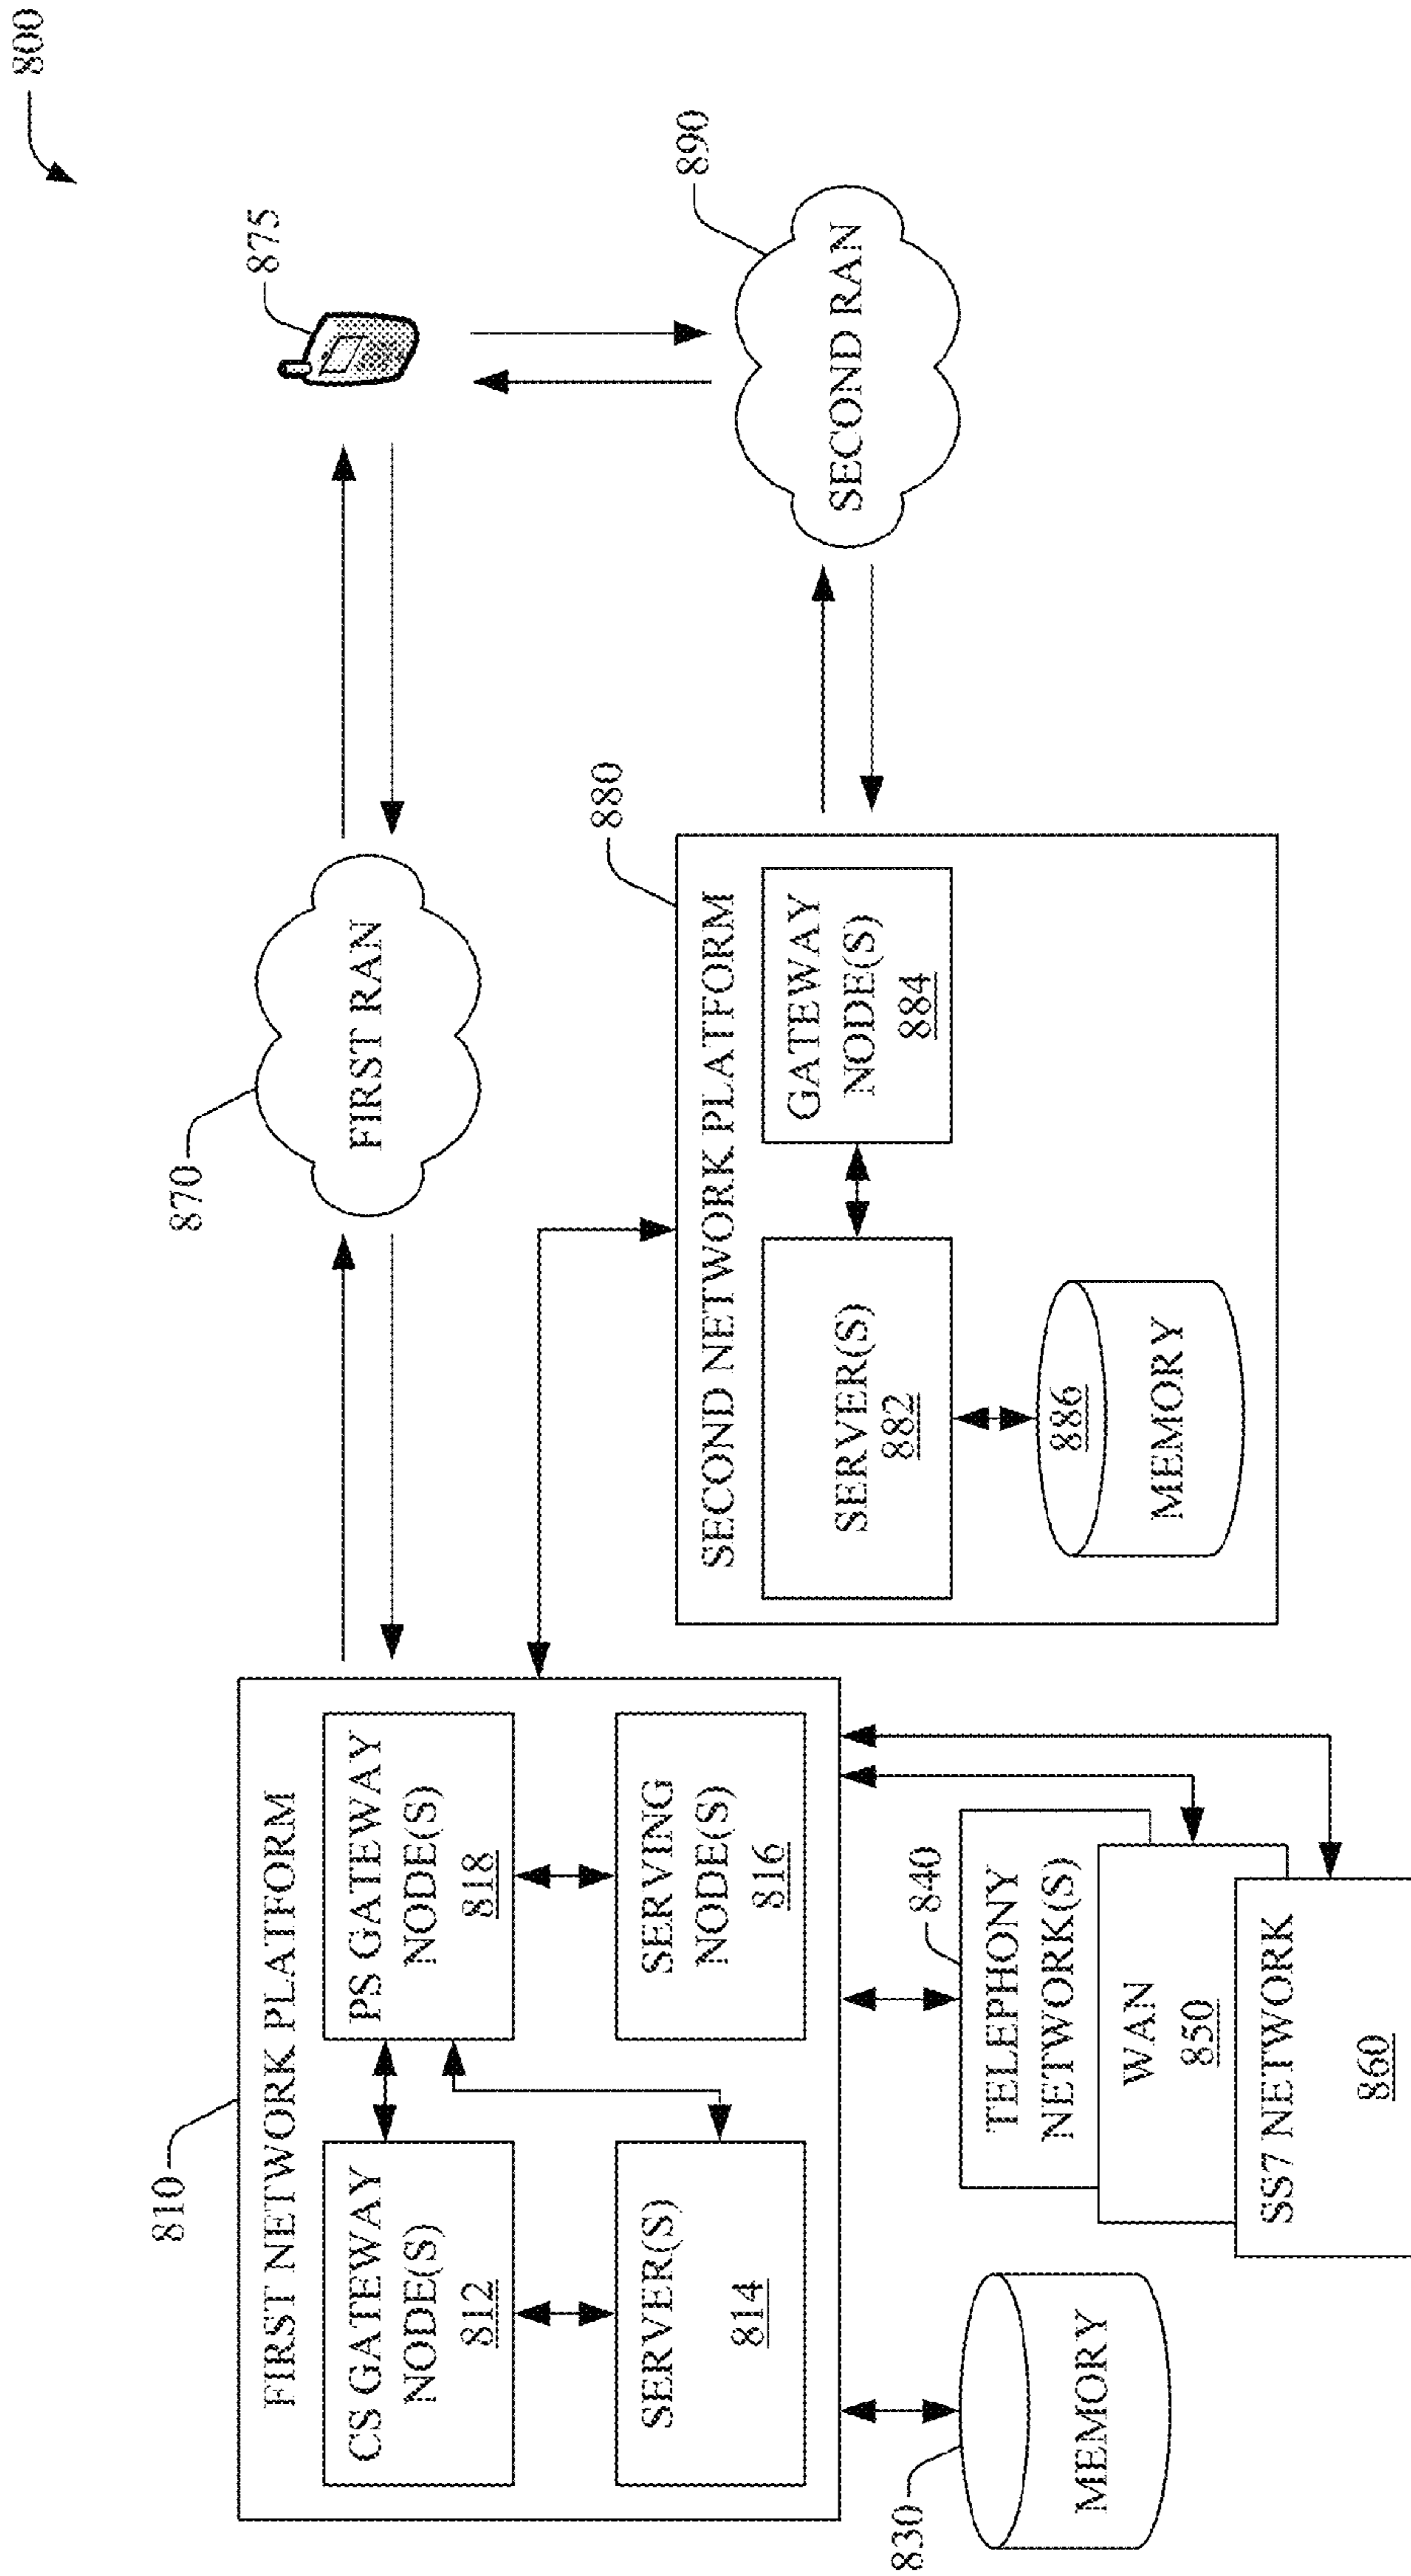 800
810
FIRST NETWORK PLATFORM
CS GATEWAY
NODE(S)
812
PS GATEWAY
NODE(S)
818
SERVER(S)
814
SERVING
NODE(S)
816
830
MEMORY
840
TELEPHONY
NETWORK(S)
WAN
850
SS7 NETWORK
860
870
FIRST RAN
875
880
SECOND NETWORK PLATFORM
SERVER(S)
882
GATEWAY
NODE(S)
884
886
MEMORY
890
SECOND RAN